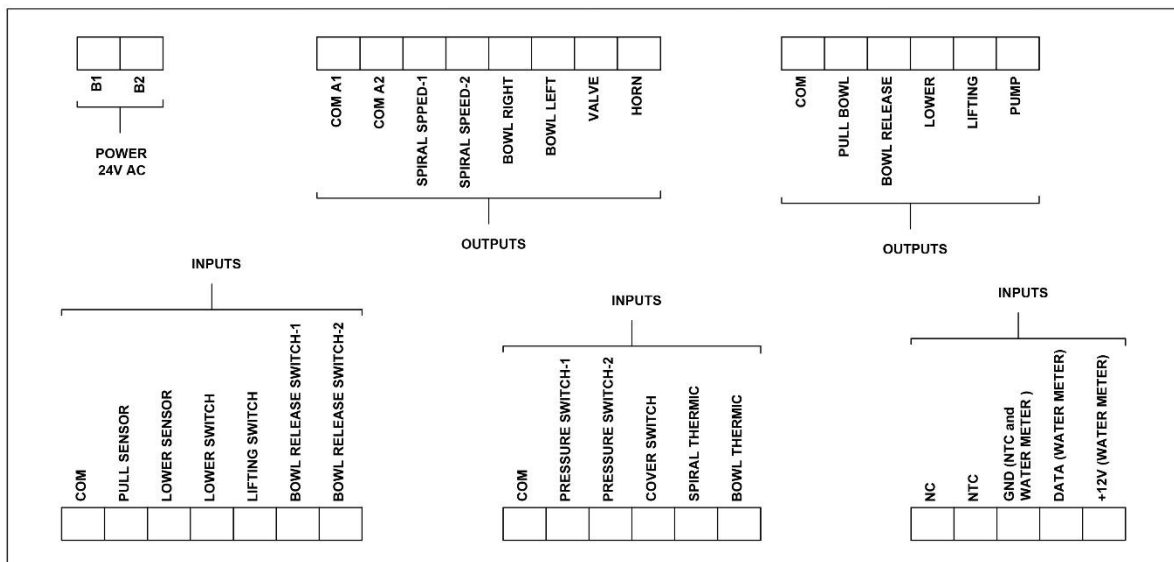 B1
B2
POWER
24V AC
COM A1
COM A2
SPIRAL SPPED-1
SPIRAL SPEED-2
BOWL RIGHT
BOWL LEFT
VALVE
HORN
OUTPUTS
COM
PULL BOWL
BOWL RELEASE
LOWER
LIFTING
PUMP
OUTPUTS
INPUTS
COM
PULL SENSOR
LOWER SENSOR
LOWER SWITCH
LIFTING SWITCH
BOWL RELEASE SWITCH-1
BOWL RELEASE SWITCH-2
INPUTS
COM
PRESSURE SWITCH-1
PRESSURE SWITCH-2
COVER SWITCH
SPIRAL THERMIC
BOWL THERMIC
INPUTS
NC
NTC
GND (NTC and
WATER METER )
DATA (WATER METER)
+12V (WATER METER)